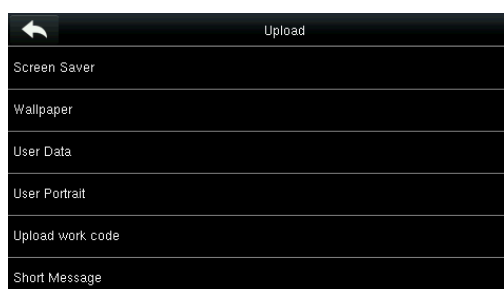 Upload
Screen Saver
Wallpaper
User Data
User Portrait
Upload work code
Short Message